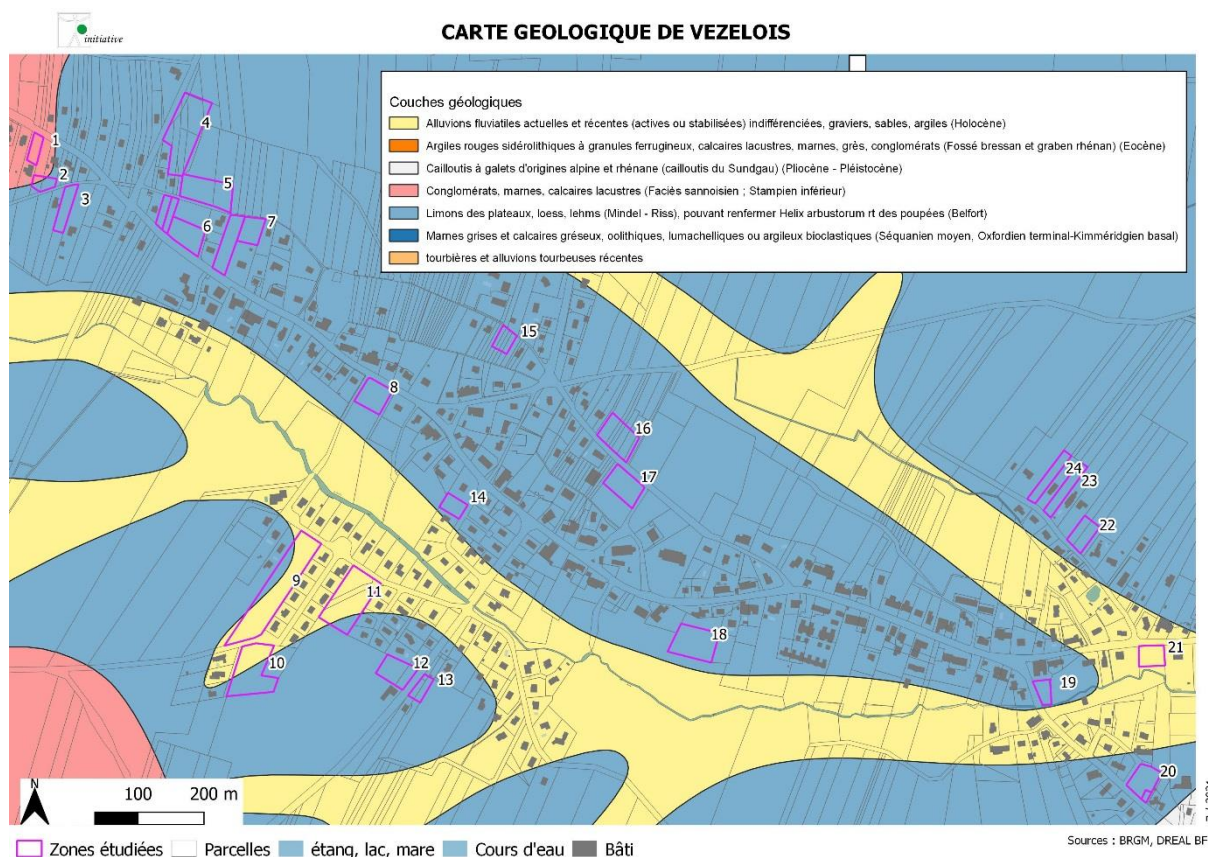 initiative
CARTE GEOLOGIQUE DE VEZELOIS
Couches géologiques
Alluvions fluviatiles actuelles et récentes (actives ou stabilisées) indifférenciées, graviers, sables, argiles (Holocène)
Argiles rouges sidérolithiques à granules ferrugineux, calcaires lacustres, marnes, grès, conglomérats (Fossé bressan et graben rhénan) (Eocène)
Cailloutis à galets d'origines alpine et rhénane (cailloutis du Sundgau) (Pliocène - Pléistocène)
Conglomérats, marnes, calcaires lacustres (Faciès sannoisien ; Stampien inférieur)
Limons des plateaux, loess, lehms (Mindel - Riss), pouvant renfermer Helix arbustorum rt des poupées (Belfort)
Marnes grises et calcaires gréseux, oolithiques, lumachelliques ou argileux bioclastiques (Séquanien moyen, Oxfordien terminal-Kimméridgien basal)
tourbières et alluvions tourbeuses récentes
1
2
3
4
5
6
7
8
15
16
17
14
9
11
10
12
13
18
24
23
22
21
19
20
N
100 200 m
Zones étudiées Parcelles étang, lac, mare Cours d'eau Bâti
Sources : BRGM, DREAL BF